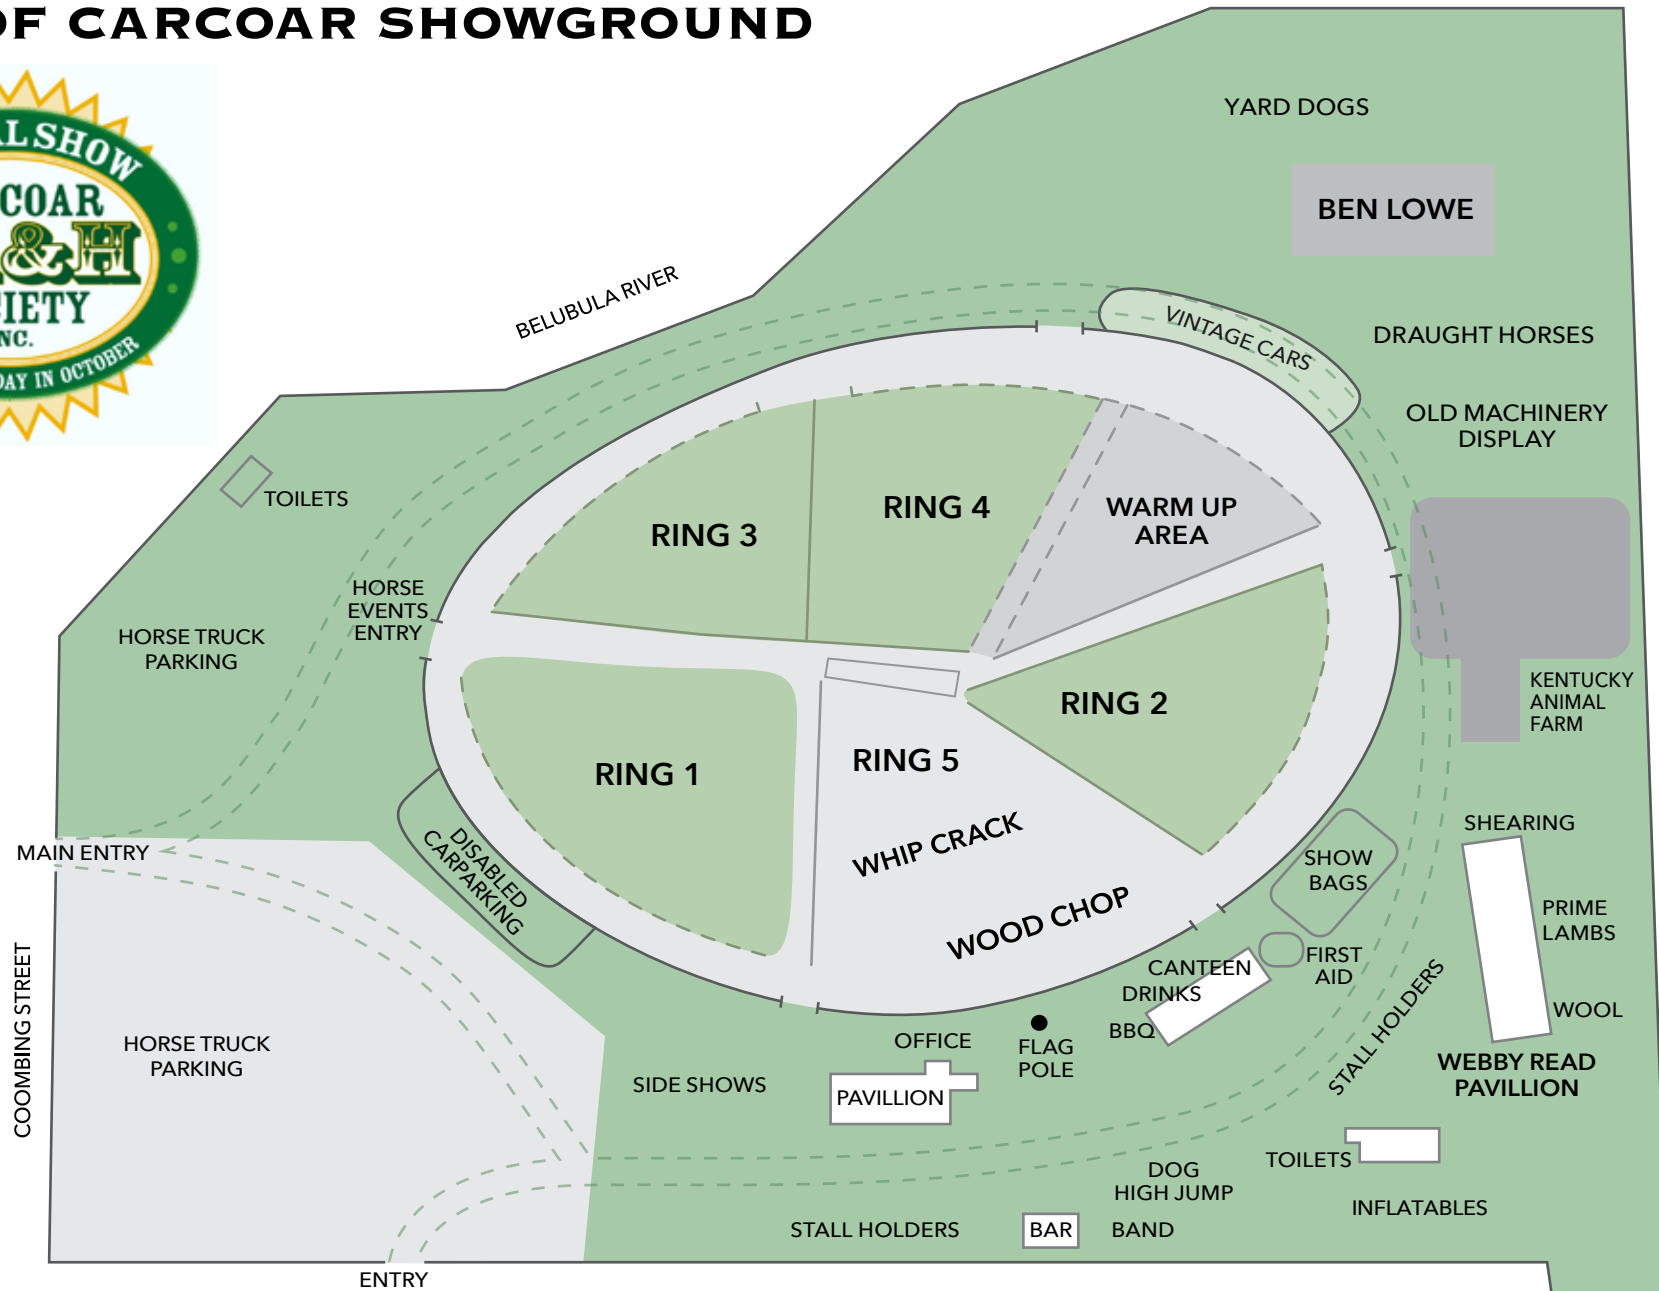 OF CARCOAR SHOWGROUND
AL SHOW
COAR
&H
CIETY
NC.
DAY IN OCTOBER
YARD DOGS
BEN LOWE
BELUBULA RIVER
VINTAGE CARS
DRAUGHT HORSES
OLD MACHINERY
DISPLAY
TOILETS
RING 3
RING 4
WARM UP
AREA
HORSE
EVENTS
ENTRY
HORSE TRUCK
PARKING
KENTUCKY
ANIMAL
FARM
RING 1
RING 5
RING 2
WHIP CRACK
WOOD CHOP
MAIN ENTRY
DISABLED
CARPARKING
SHOW
BAGS
SHEARING
PRIME
LAMBS
WOOL
WEBBY READ
PAVILLION
FIRST
AID
CANTEEN
DRINKS
BBQ
STALL HOLDERS
COOMBING STREET
HORSE TRUCK
PARKING
SIDE SHOWS
OFFICE
PAVILLION
FLAG
POLE
TOILETS
DOG
HIGH JUMP
INFLATABLES
STALL HOLDERS
BAR
BAND
ENTRY